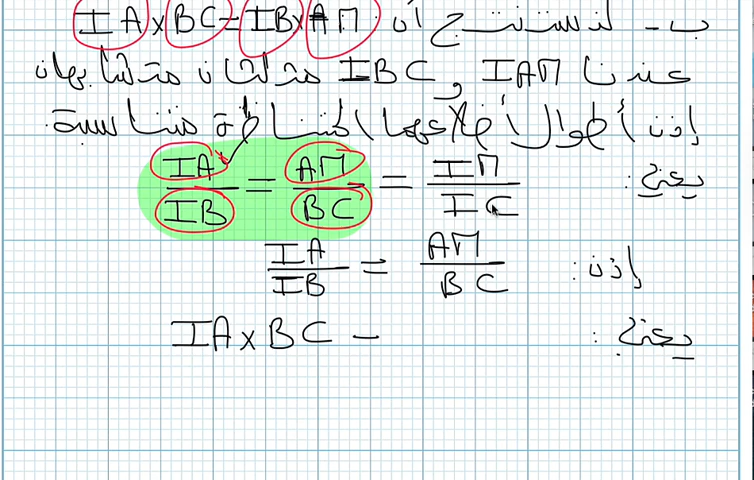 ب - لنستنتج أن: IA × BC = IB × AM
عندنا IAM و IBC مثلثان متشابهان
إذن أطوال أضلاعهما المتناظرة متناسبة
يعني: IA/IB = AM/BC = IM/IC
إذن: IA/IB = AM/BC
يعني: IA × BC =